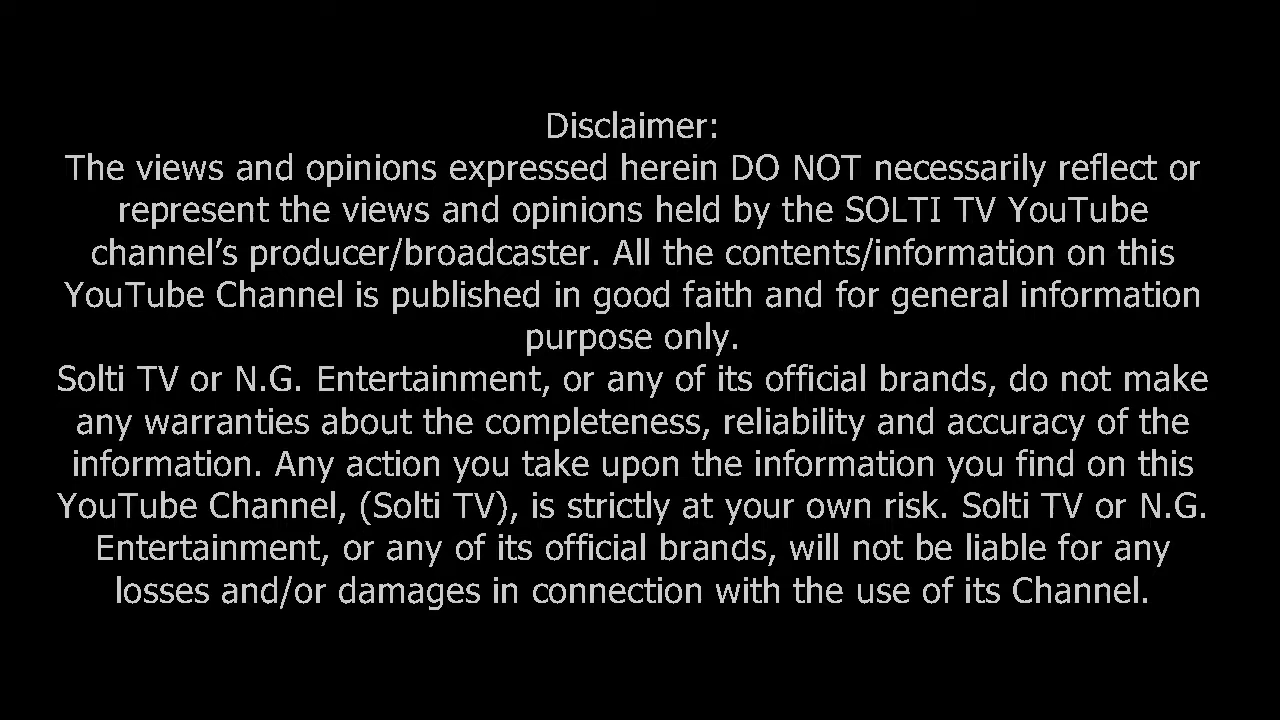 Disclaimer:
The views and opinions expressed herein DO NOT necessarily reflect or
represent the views and opinions held by the SOLTI TV YouTube
channel’s producer/broadcaster. All the contents/information on this
YouTube Channel is published in good faith and for general information
purpose only.
Solti TV or N.G. Entertainment, or any of its official brands, do not make
any warranties about the completeness, reliability and accuracy of the
information. Any action you take upon the information you find on this
YouTube Channel, (Solti TV), is strictly at your own risk. Solti TV or N.G.
Entertainment, or any of its official brands, will not be liable for any
losses and/or damages in connection with the use of its Channel.